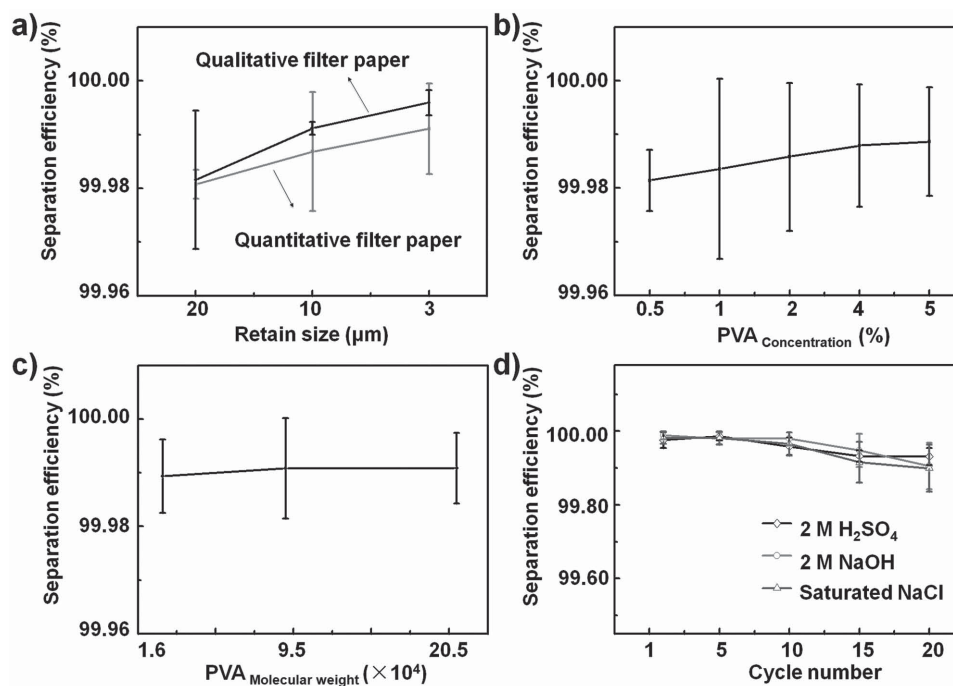 a)
Separation efficiency (%)
100.00
99.98
99.96
Qualitative filter paper
Quantitative filter paper
20
10
3
Retain size (μm)
b)
Separation efficiency (%)
100.00
99.98
99.96
0.5
1
2
4
5
PVA Concentration (%)
c)
Separation efficiency (%)
100.00
99.98
99.96
1.6
9.5
20.5
PVA Molecular weight (×10⁴)
d)
Separation efficiency (%)
100.00
99.80
99.60
2 M H₂SO₄
2 M NaOH
Saturated NaCl
1
5
10
15
20
Cycle number